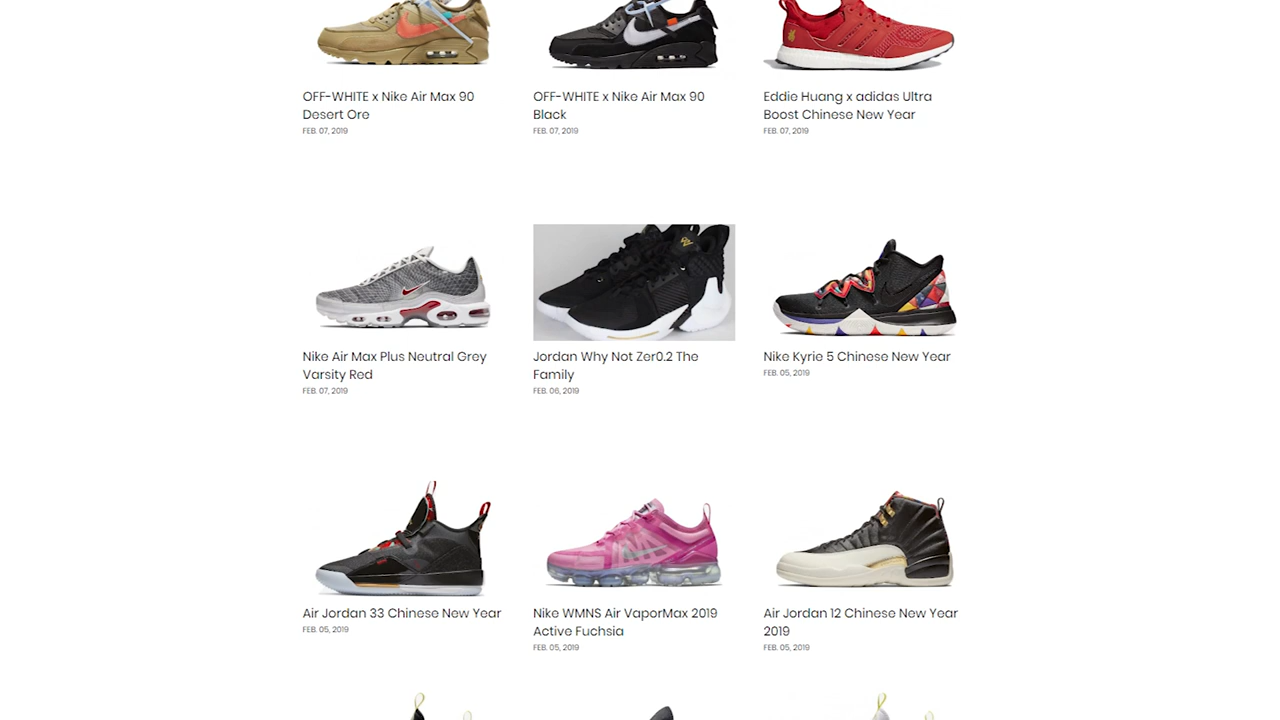 OFF-WHITE x Nike Air Max 90
Desert Ore
FEB. 07, 2019
OFF-WHITE x Nike Air Max 90
Black
FEB. 07, 2019
Eddie Huang x adidas Ultra
Boost Chinese New Year
FEB. 07, 2019
Nike Air Max Plus Neutral Grey
Varsity Red
FEB. 07, 2019
Jordan Why Not Zer0.2 The
Family
FEB. 06, 2019
Nike Kyrie 5 Chinese New Year
FEB. 05, 2019
Air Jordan 33 Chinese New Year
FEB. 05, 2019
Nike WMNS Air VaporMax 2019
Active Fuchsia
FEB. 05, 2019
Air Jordan 12 Chinese New Year
2019
FEB. 05, 2019